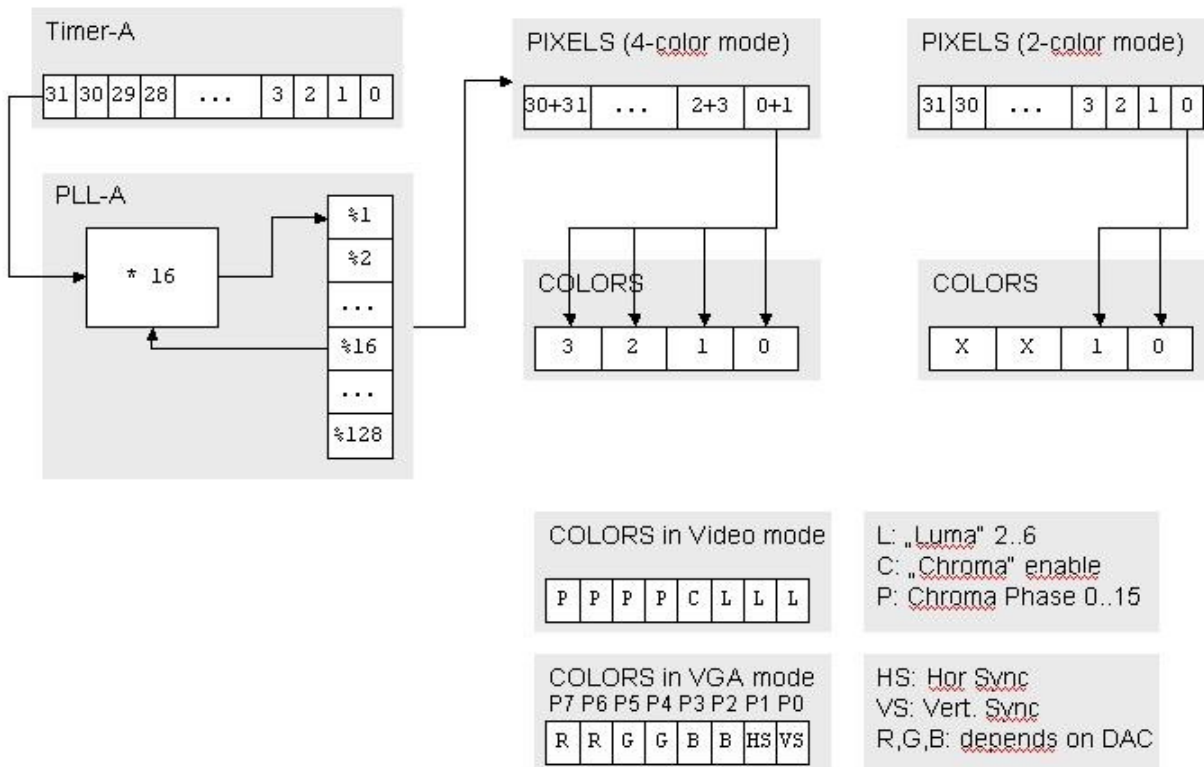 Timer-A
31 30 29 28 ... 3 2 1 0
PLL-A
* 16
%1
%2
...
%16
...
%128
PIXELS (4-color mode)
30+31 ... 2+3 0+1
COLORS
3 2 1 0
PIXELS (2-color mode)
31 30 ... 3 2 1 0
COLORS
X X 1 0
COLORS in Video mode
P P P P C L L L
L: „Luma" 2..6
C: „Chroma" enable
P: Chroma Phase 0..15
COLORS in VGA mode
P7 P6 P5 P4 P3 P2 P1 P0
R R G G B B HS VS
HS: Hor Sync
VS: Vert. Sync
R,G,B: depends on DAC